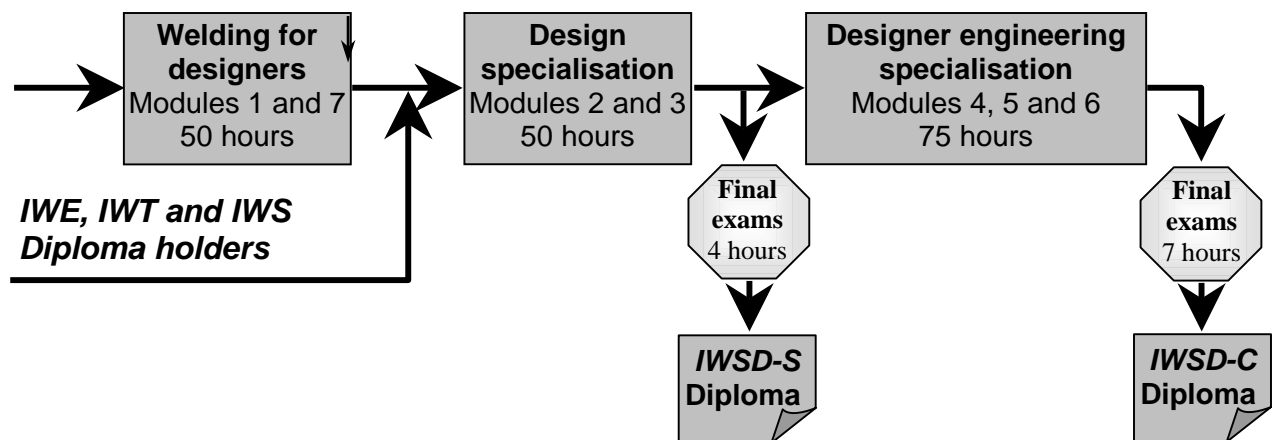 Welding for
designers
Modules 1 and 7
50 hours
Design
specialisation
Modules 2 and 3
50 hours
Designer engineering
specialisation
Modules 4, 5 and 6
75 hours
IWE, IWT and IWS
Diploma holders
Final
exams
4 hours
Final
exams
7 hours
IWSD-S
Diploma
IWSD-C
Diploma